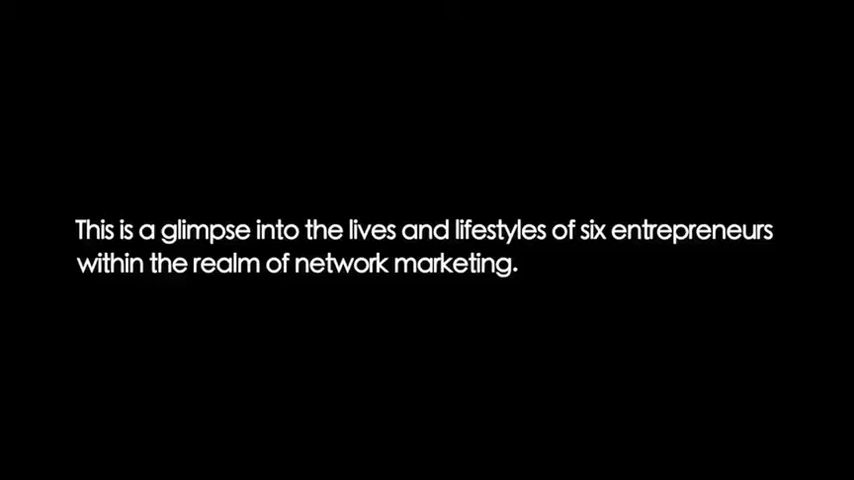 This is a glimpse into the lives and lifestyles of six entrepreneurs
within the realm of network marketing.